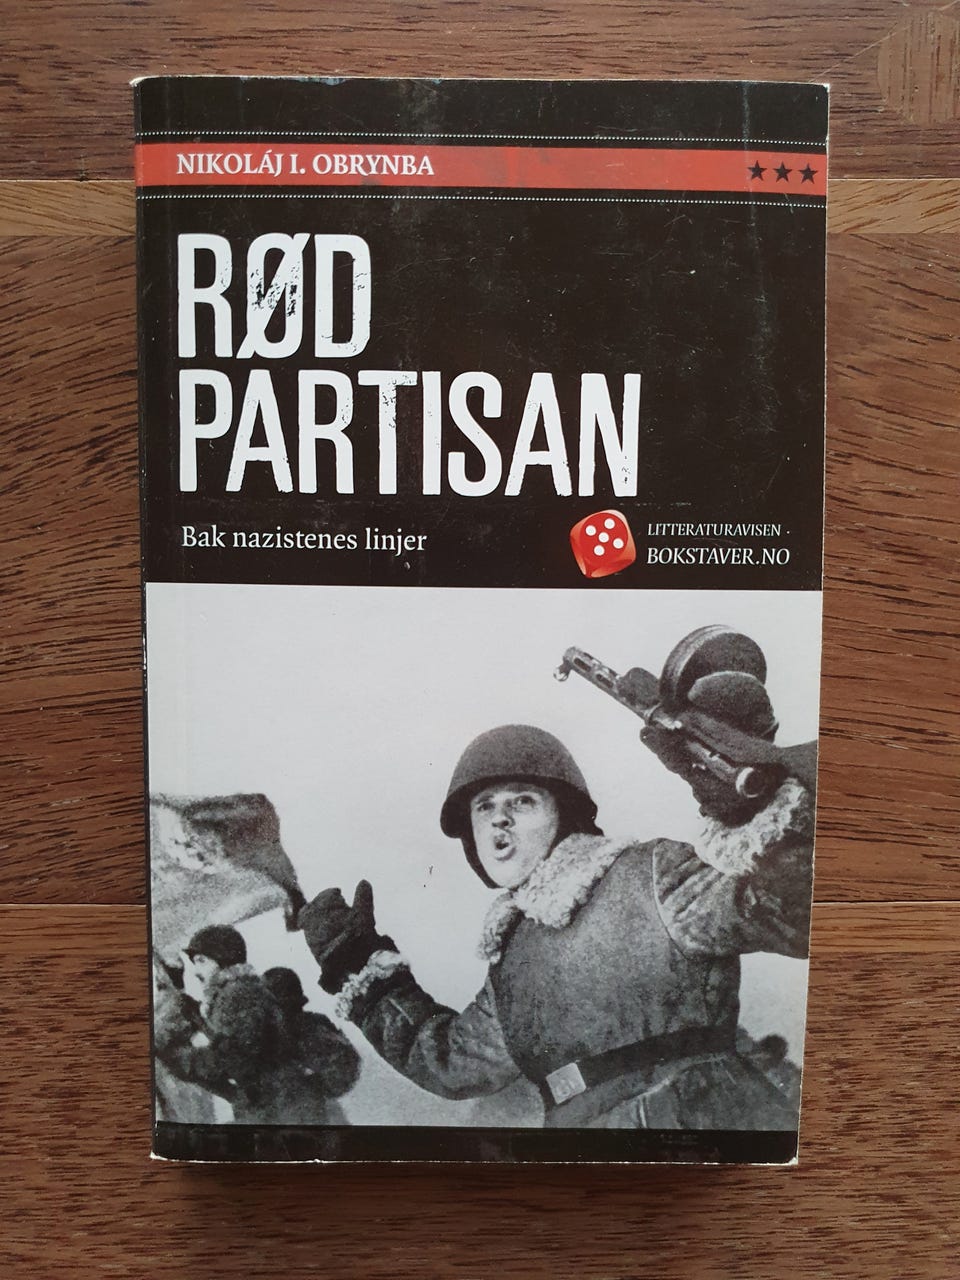 NIKOLÁJ I. OBRYNBA
RØD
PARTISAN
Bak nazistenes linjer
LITTERATURAVISEN ·
BOKSTAVER.NO